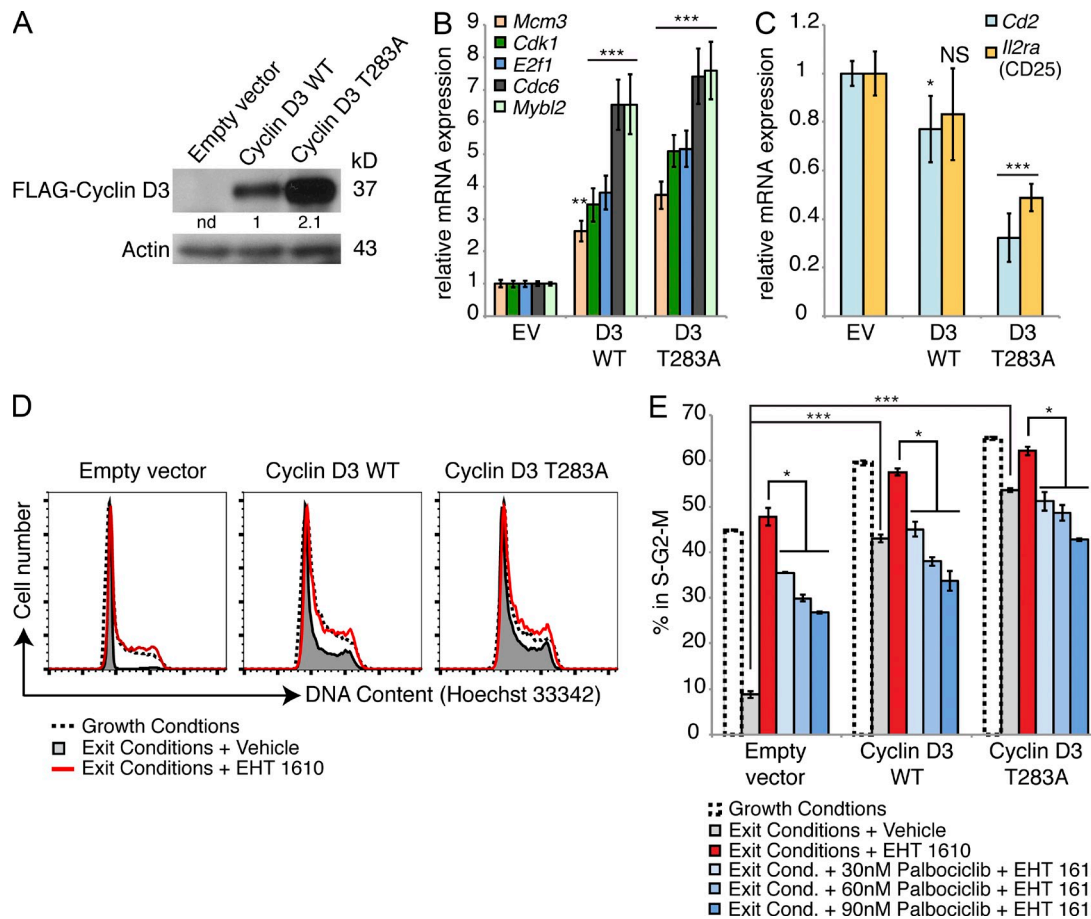 A
Empty vector
Cyclin D3 WT
Cyclin D3 T283A
kD
FLAG-Cyclin D3
37
nd
1
2.1
Actin
43
B
relative mRNA expression
9
8
7
6
5
4
3
2
1
0
Mcm3
Cdk1
E2f1
Cdc6
Mybl2
**
***
***
EV
D3
WT
D3
T283A
C
relative mRNA expression
1.2
1
0.8
0.6
0.4
0.2
0
Cd2
Il2ra
(CD25)
*
NS
***
EV
D3
WT
D3
T283A
D
Empty vector
Cyclin D3 WT
Cyclin D3 T283A
Cell number
DNA Content (Hoechst 33342)
Growth Conditions
Exit Conditions + Vehicle
Exit Conditions + EHT 1610
E
% in S-G2-M
70
60
50
40
30
20
10
0
***
***
*
*
*
Empty
vector
Cyclin D3
WT
Cyclin D3
T283A
Growth Condtions
Exit Conditions + Vehicle
Exit Conditions + EHT 1610
Exit Cond. + 30nM Palbociclib + EHT 161
Exit Cond. + 60nM Palbociclib + EHT 161
Exit Cond. + 90nM Palbociclib + EHT 161